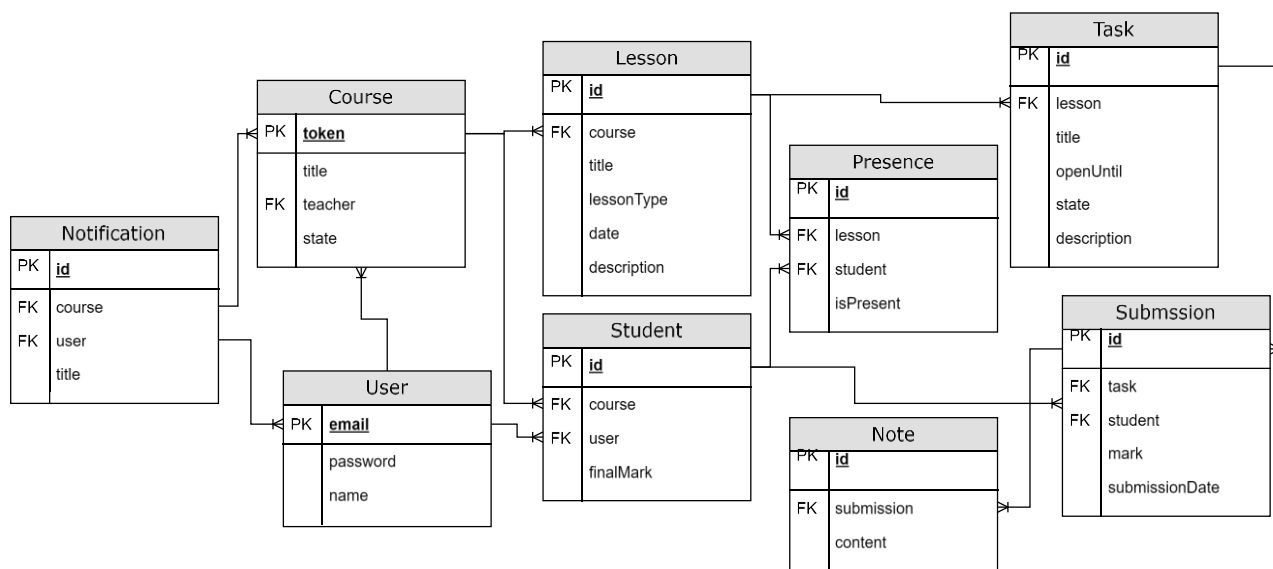 Notification
PK id
FK course
FK user
title
Course
PK token
title
FK teacher
state
User
PK email
password
name
Lesson
PK id
FK course
title
lessonType
date
description
Student
PK id
FK course
FK user
finalMark
Presence
PK id
FK lesson
FK student
isPresent
Note
PK id
FK submission
content
Task
PK id
FK lesson
title
openUntil
state
description
Submssion
PK id
FK task
FK student
mark
submissionDate